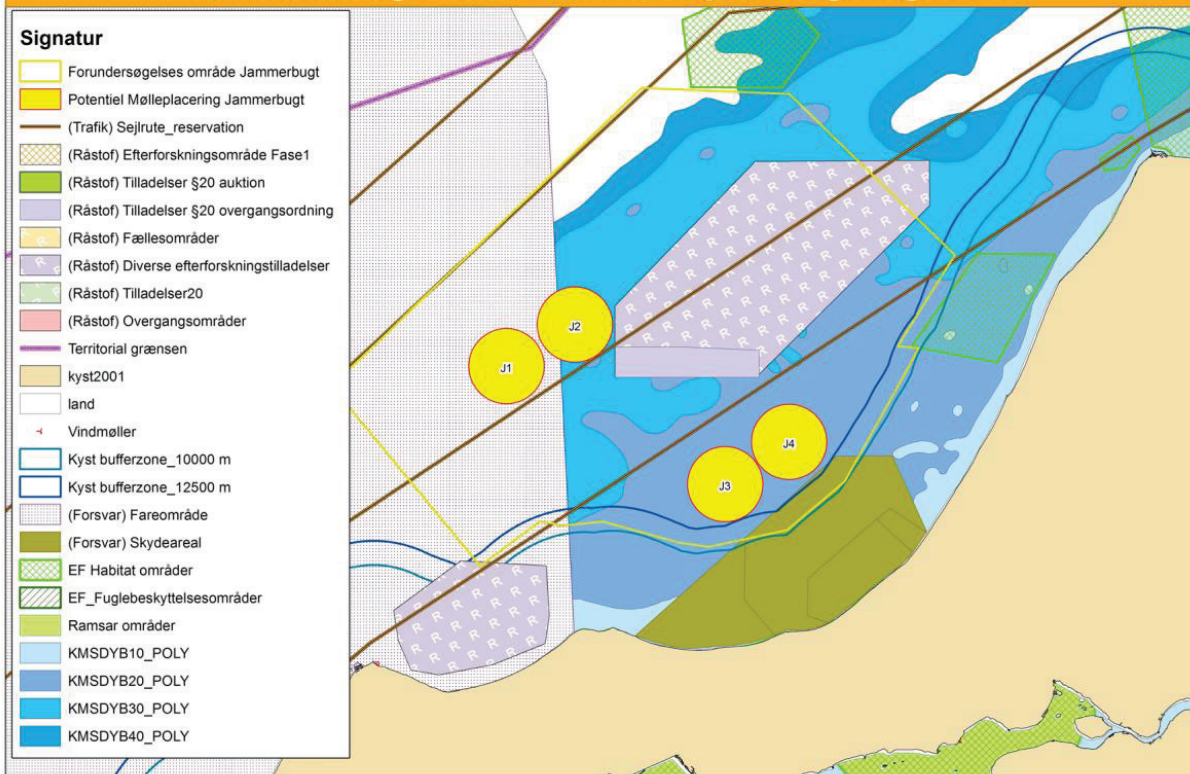 Signatur
Forundersøgelses område Jammerbugt
Potentiel Mølleplacering Jammerbugt
(Trafik) Sejlrute_reservation
(Råstof) Efterforskningsområde Fase1
(Råstof) Tilladelser §20 auktion
(Råstof) Tilladelser §20 overgangsordning
(Råstof) Fællesområder
(Råstof) Diverse efterforskningstilladelser
(Råstof) Tilladelser20
(Råstof) Overgangsområder
Territorial grænsen
kyst2001
land
Vindmøller
Kyst bufferzone_10000 m
Kyst bufferzone_12500 m
(Forsvar) Fareområde
(Forsvar) Skydeareal
EF Habitat områder
EF_Fuglebeskyttelsesområder
Ramsar områder
KMSDYB10_POLY
KMSDYB20_POLY
KMSDYB30_POLY
KMSDYB40_POLY
J2
J1
J4
J3